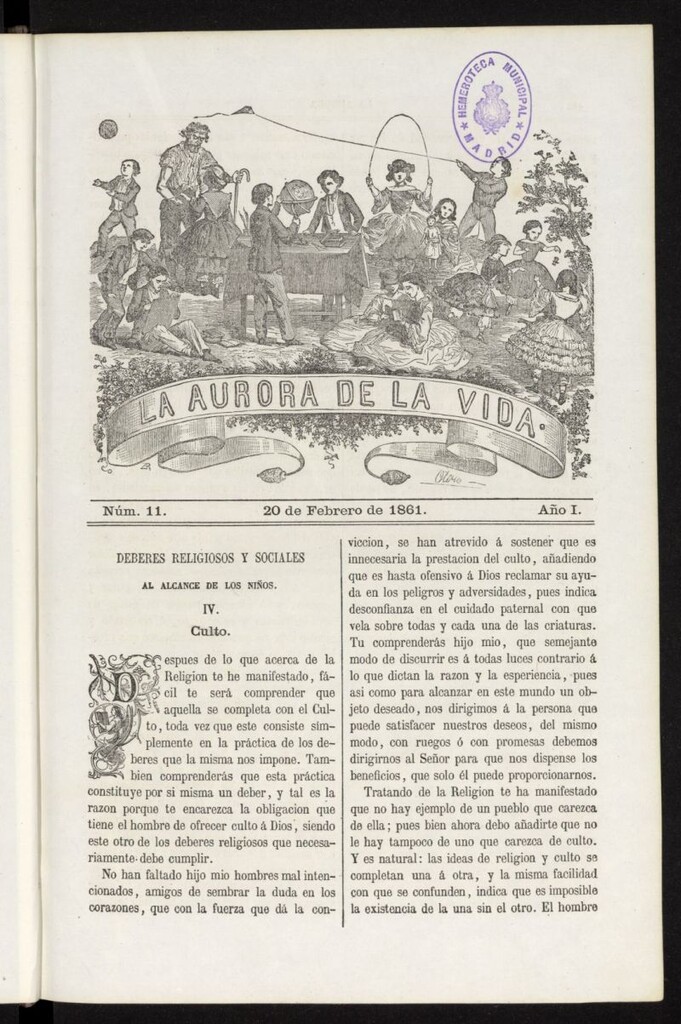 HEMEROTECA MUNICIPAL
MADRID
LA AURORA DE LA VIDA.
Núm. 11.
20 de Febrero de 1861.
Año I.
DEBERES RELIGIOSOS Y SOCIALES
AL ALCANCE DE LOS NIÑOS.
IV.
Culto.
Despues de lo que acerca de la
Religion te he manifestado, fá-
cil te será comprender que
aquella se completa con el Cul-
to, toda vez que este consiste sim-
plemente en la práctica de los de-
beres que la misma nos impone. Tam-
bien comprenderás que esta práctica
constituye por si misma un deber, y tal es la
razon porque te encarezca la obligacion que
tiene el hombre de ofrecer culto á Dios, siendo
este otro de los deberes religiosos que necesa-
riamente debe cumplir.
No han faltado hijo mio hombres mal inten-
cionados, amigos de sembrar la duda en los
corazones, que con la fuerza que dá la con-
viccion, se han atrevido á sostener que es
innecesaria la prestacion del culto, añadiendo
que es hasta ofensivo á Dios reclamar su ayu-
da en los peligros y adversidades, pues indica
desconfianza en el cuidado paternal con que
vela sobre todas y cada una de las criaturas.
Tu comprenderás hijo mio, que semejante
modo de discurrir es á todas luces contrario á
lo que dictan la razon y la esperiencia, pues
asi como para alcanzar en este mundo un ob-
jeto deseado, nos dirigimos á la persona que
puede satisfacer nuestros deseos, del mismo
modo, con ruegos ó con promesas debemos
dirigirnos al Señor para que nos dispense los
beneficios, que solo él puede proporcionarnos.
Tratando de la Religion te ha manifestado
que no hay ejemplo de un pueblo que carezca
de ella; pues bien ahora debo añadirte que no
le hay tampoco de uno que carezca de culto.
Y es natural: las ideas de religion y culto se
completan una á otra, y la misma facilidad
con que se confunden, indica que es imposible
la existencia de la una sin el otro. El hombre